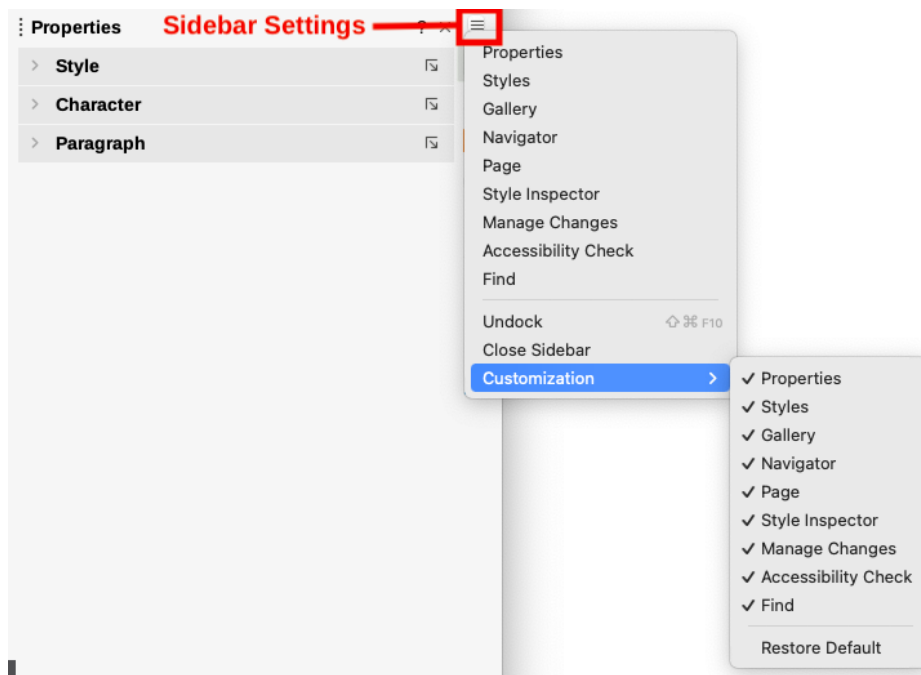 Properties
Sidebar Settings
?
Style
Character
Paragraph
Properties
Styles
Gallery
Navigator
Page
Style Inspector
Manage Changes
Accessibility Check
Find
Undock ⇧⌘F10
Close Sidebar
Customization
✓ Properties
✓ Styles
✓ Gallery
✓ Navigator
✓ Page
✓ Style Inspector
✓ Manage Changes
✓ Accessibility Check
✓ Find
Restore Default